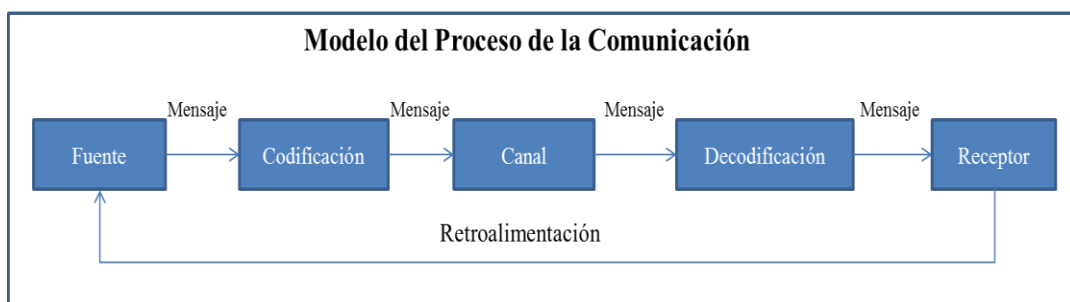 Modelo del Proceso de la Comunicación
Mensaje
Mensaje
Mensaje
Mensaje
Fuente
Codificación
Canal
Decodificación
Receptor
Retroalimentación